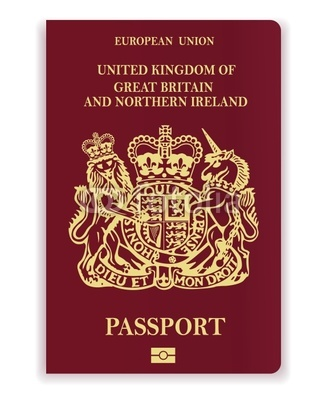 EUROPEAN UNION
UNITED KINGDOM OF
GREAT BRITAIN
AND NORTHERN IRELAND
DIEU ET MON DROIT
PASSPORT